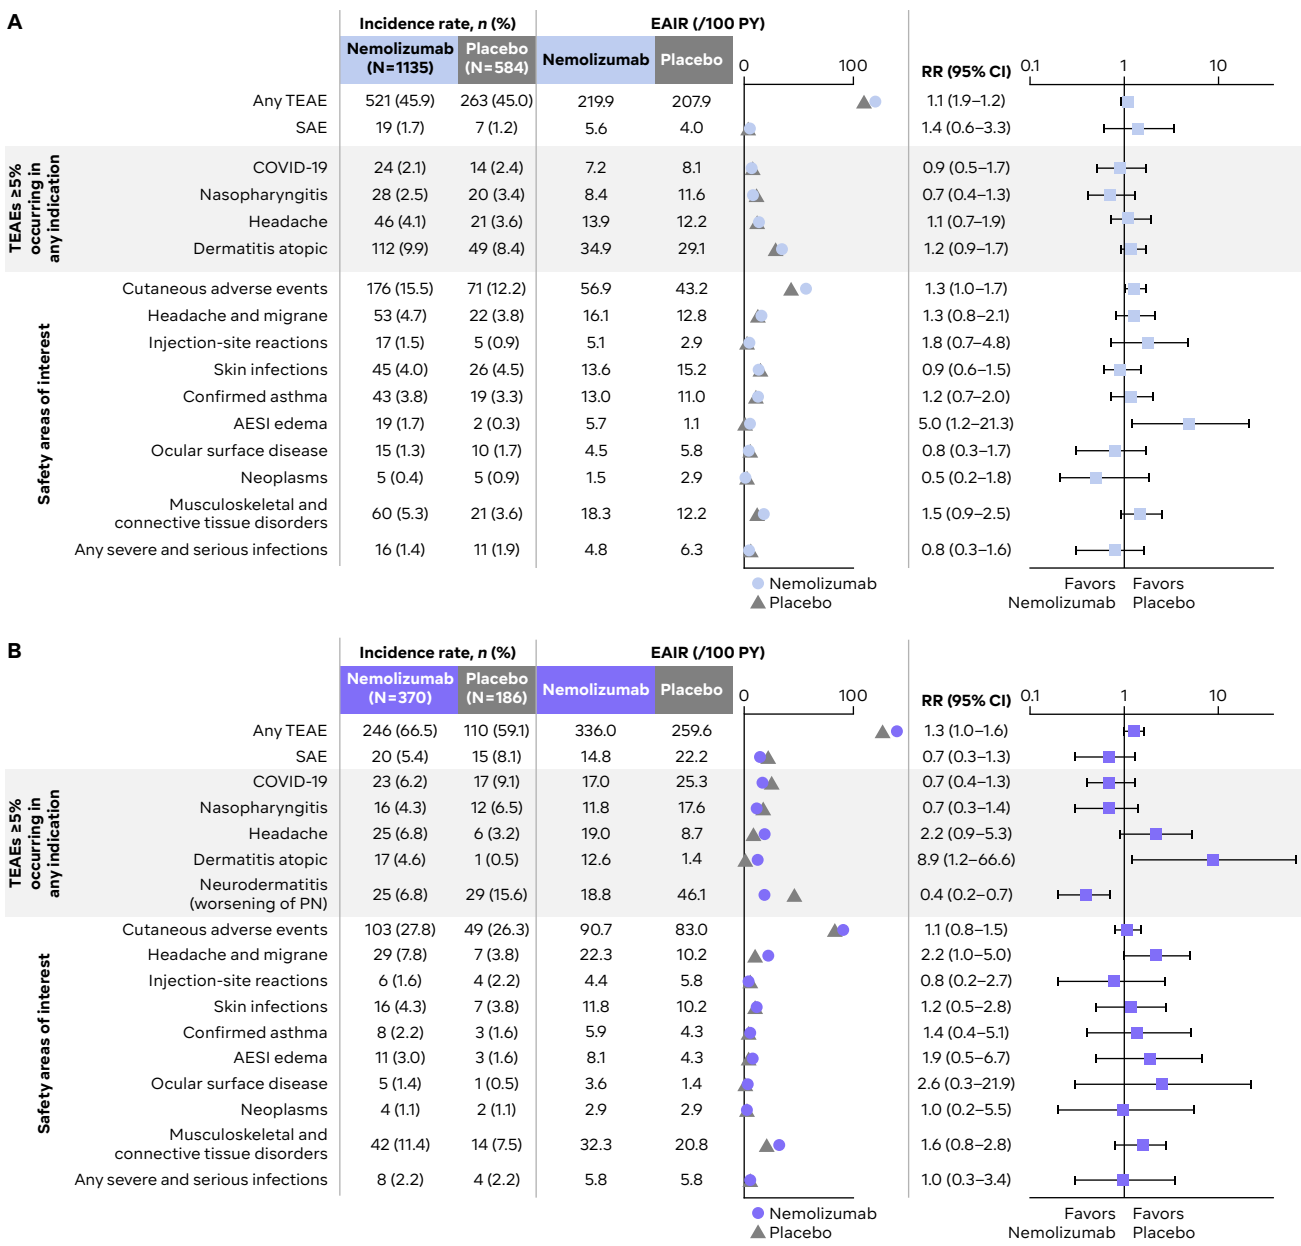 A
Incidence rate, n (%) EAIR (/100 PY)
Nemolizumab (N=1135) Placebo (N=584) Nemolizumab Placebo 0 100 RR (95% CI) 0.1 1 10
Any TEAE 521 (45.9) 263 (45.0) 219.9 207.9 1.1 (1.9–1.2)
SAE 19 (1.7) 7 (1.2) 5.6 4.0 1.4 (0.6–3.3)
TEAEs ≥5% occurring in any indication
COVID-19 24 (2.1) 14 (2.4) 7.2 8.1 0.9 (0.5–1.7)
Nasopharyngitis 28 (2.5) 20 (3.4) 8.4 11.6 0.7 (0.4–1.3)
Headache 46 (4.1) 21 (3.6) 13.9 12.2 1.1 (0.7–1.9)
Dermatitis atopic 112 (9.9) 49 (8.4) 34.9 29.1 1.2 (0.9–1.7)
Safety areas of interest
Cutaneous adverse events 176 (15.5) 71 (12.2) 56.9 43.2 1.3 (1.0–1.7)
Headache and migrane 53 (4.7) 22 (3.8) 16.1 12.8 1.3 (0.8–2.1)
Injection-site reactions 17 (1.5) 5 (0.9) 5.1 2.9 1.8 (0.7–4.8)
Skin infections 45 (4.0) 26 (4.5) 13.6 15.2 0.9 (0.6–1.5)
Confirmed asthma 43 (3.8) 19 (3.3) 13.0 11.0 1.2 (0.7–2.0)
AESI edema 19 (1.7) 2 (0.3) 5.7 1.1 5.0 (1.2–21.3)
Ocular surface disease 15 (1.3) 10 (1.7) 4.5 5.8 0.8 (0.3–1.7)
Neoplasms 5 (0.4) 5 (0.9) 1.5 2.9 0.5 (0.2–1.8)
Musculoskeletal and
connective tissue disorders 60 (5.3) 21 (3.6) 18.3 12.2 1.5 (0.9–2.5)
Any severe and serious infections 16 (1.4) 11 (1.9) 4.8 6.3 0.8 (0.3–1.6)
Nemolizumab
Placebo
Favors Nemolizumab
Favors Placebo
B
Incidence rate, n (%) EAIR (/100 PY)
Nemolizumab (N=370) Placebo (N=186) Nemolizumab Placebo 0 100 RR (95% CI) 0.1 1 10
Any TEAE 246 (66.5) 110 (59.1) 336.0 259.6 1.3 (1.0–1.6)
SAE 20 (5.4) 15 (8.1) 14.8 22.2 0.7 (0.3–1.3)
TEAEs ≥5% occurring in any indication
COVID-19 23 (6.2) 17 (9.1) 17.0 25.3 0.7 (0.4–1.3)
Nasopharyngitis 16 (4.3) 12 (6.5) 11.8 17.6 0.7 (0.3–1.4)
Headache 25 (6.8) 6 (3.2) 19.0 8.7 2.2 (0.9–5.3)
Dermatitis atopic 17 (4.6) 1 (0.5) 12.6 1.4 8.9 (1.2–66.6)
Neurodermatitis
(worsening of PN) 25 (6.8) 29 (15.6) 18.8 46.1 0.4 (0.2–0.7)
Safety areas of interest
Cutaneous adverse events 103 (27.8) 49 (26.3) 90.7 83.0 1.1 (0.8–1.5)
Headache and migrane 29 (7.8) 7 (3.8) 22.3 10.2 2.2 (1.0–5.0)
Injection-site reactions 6 (1.6) 4 (2.2) 4.4 5.8 0.8 (0.2–2.7)
Skin infections 16 (4.3) 7 (3.8) 11.8 10.2 1.2 (0.5–2.8)
Confirmed asthma 8 (2.2) 3 (1.6) 5.9 4.3 1.4 (0.4–5.1)
AESI edema 11 (3.0) 3 (1.6) 8.1 4.3 1.9 (0.5–6.7)
Ocular surface disease 5 (1.4) 1 (0.5) 3.6 1.4 2.6 (0.3–21.9)
Neoplasms 4 (1.1) 2 (1.1) 2.9 2.9 1.0 (0.2–5.5)
Musculoskeletal and
connective tissue disorders 42 (11.4) 14 (7.5) 32.3 20.8 1.6 (0.8–2.8)
Any severe and serious infections 8 (2.2) 4 (2.2) 5.8 5.8 1.0 (0.3–3.4)
Nemolizumab
Placebo
Favors Nemolizumab
Favors Placebo